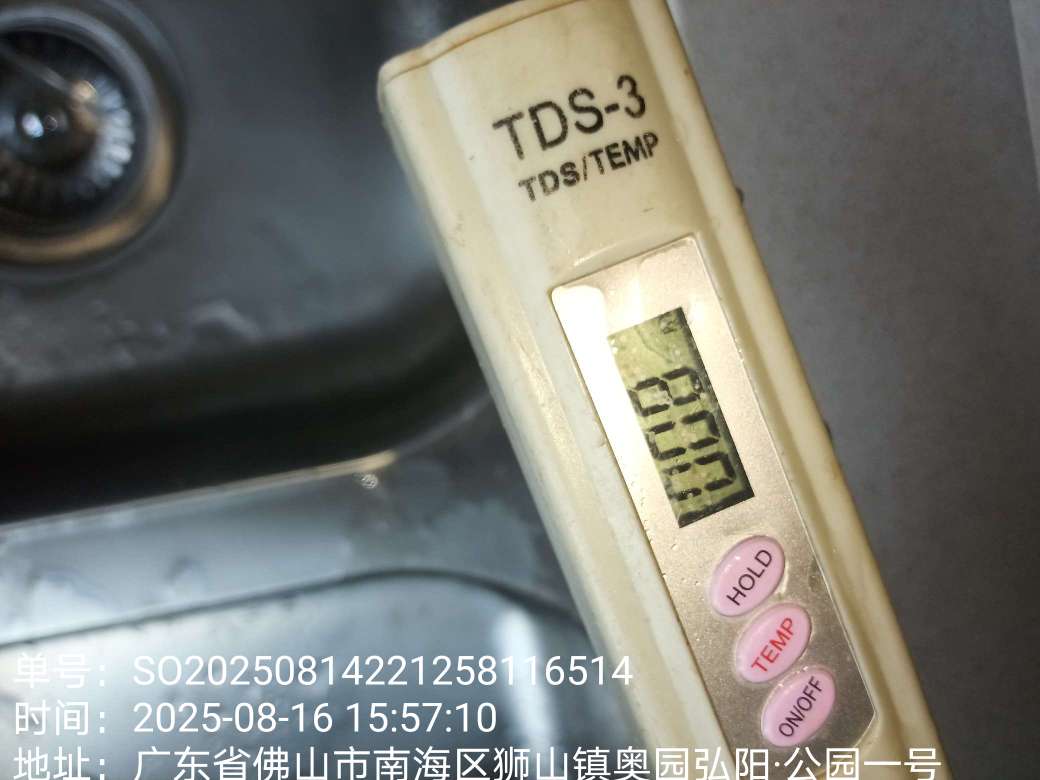 TDS-3
TDS/TEMP
HOLD
TEMP
ON/OFF
单号：SO20250814221258116514
时间：2025-08-16 15:57:10
地址：广东省佛山市南海区狮山镇奥园弘阳·公园一号